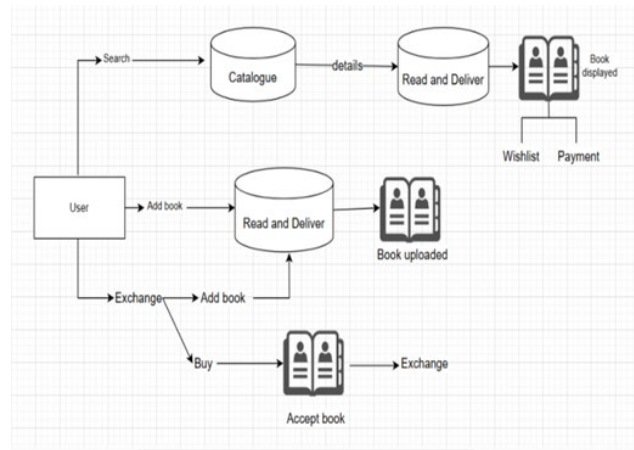 Search
Catalogue
details
Read and Deliver
Book
displayed
Wishlist
Payment
User
Add book
Read and Deliver
Book uploaded
Exchange
Add book
Buy
Exchange
Accept book